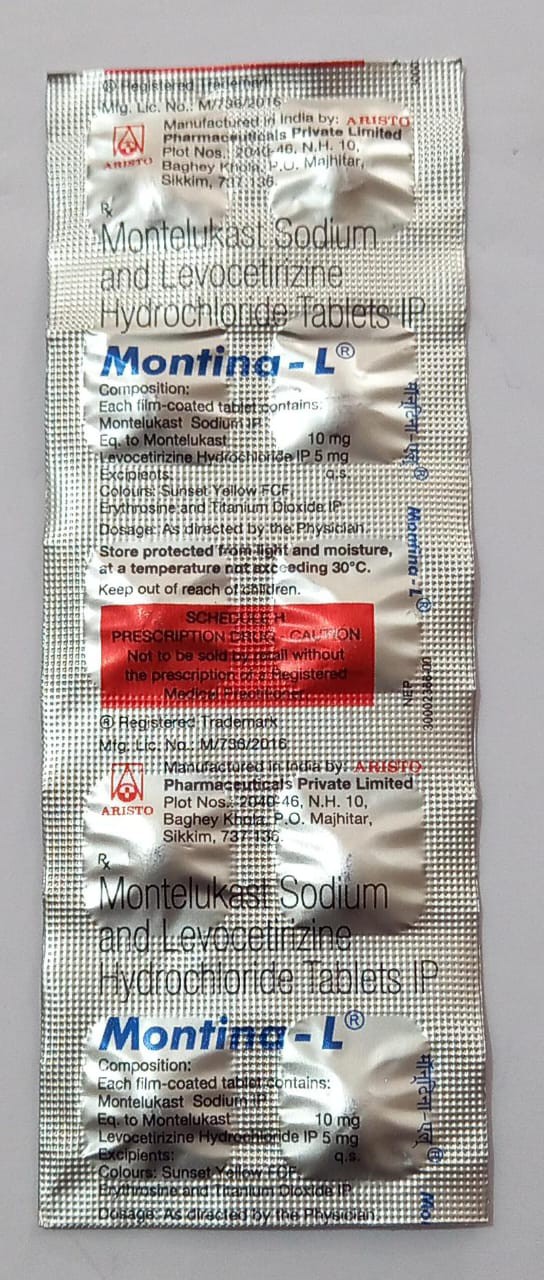 ® Registered Trademark
Mfg. Lic. No.: M/736/2016
Manufactured in India by: ARISTO
Pharmaceuticals Private Limited
Plot Nos.: 2040-46, N.H. 10,
Baghey Khola, P.O. Majhitar,
Sikkim, 737 136.
ARISTO
Rx
Montelukast Sodium
and Levocetirizine
Hydrochloride Tablets IP
Montina-L®
Composition:
Each film-coated tablet contains:
Montelukast Sodium IP
Eq. to Montelukast 10 mg
Levocetirizine Hydrochloride IP 5 mg
Excipients: q.s.
Colours: Sunset Yellow FCF,
Erythrosine and Titanium Dioxide IP
Dosage: As directed by the Physician.
Store protected from light and moisture,
at a temperature not exceeding 30°C.
Keep out of reach of children.
SCHEDULE H
PRESCRIPTION DRUG - CAUTION
Not to be sold by retail without
the prescription of a Registered
Medical Practitioner.
मोन्टिना-एल®
Montina-L®
NEP
® Registered Trademark
Mfg. Lic. No.: M/736/2016
Manufactured in India by: ARISTO
Pharmaceuticals Private Limited
Plot Nos.: 2040-46, N.H. 10,
Baghey Khola, P.O. Majhitar,
Sikkim, 737 136.
ARISTO
Rx
Montelukast Sodium
and Levocetirizine
Hydrochloride Tablets IP
Montina-L®
Composition:
Each film-coated tablet contains:
Montelukast Sodium IP
Eq. to Montelukast 10 mg
Levocetirizine Hydrochloride IP 5 mg
Excipients: q.s.
Colours: Sunset Yellow FCF,
Erythrosine and Titanium Dioxide IP
Dosage: As directed by the Physician.
मोन्टिना-एल®
Mo